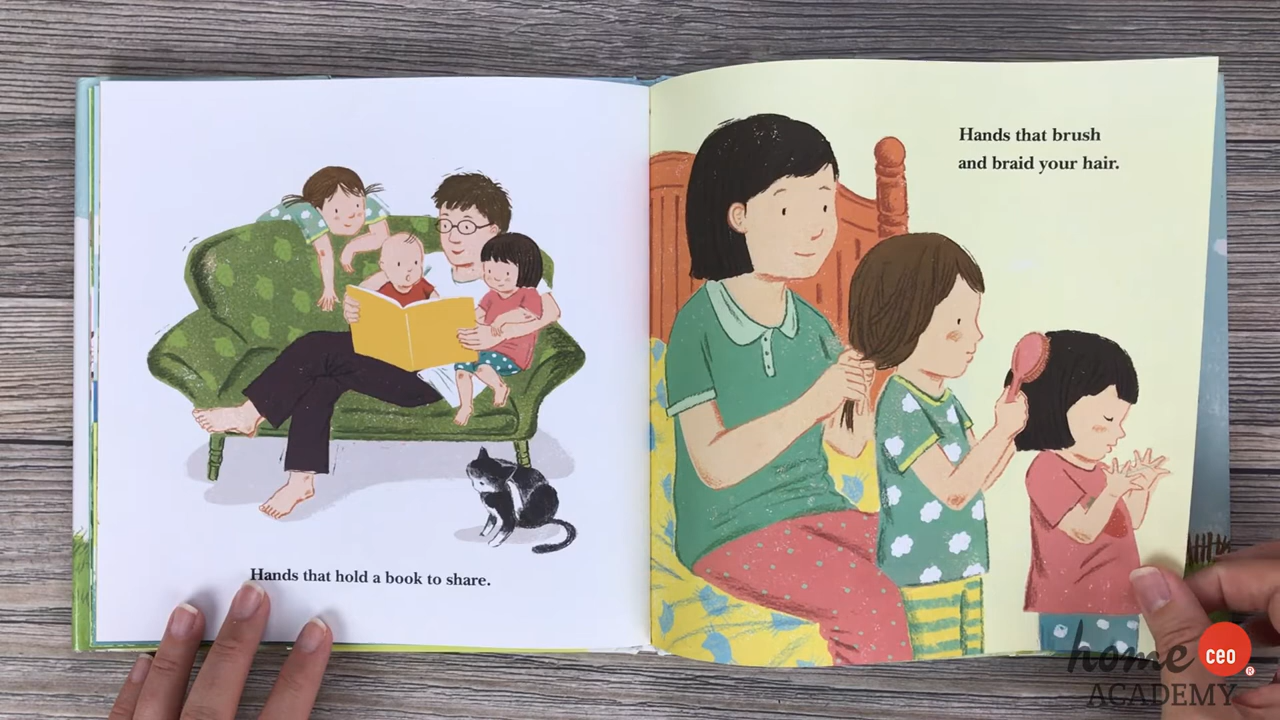 Hands that hold a book to share.
Hands that brush
and braid your hair.
home ceo ®
ACADEMY